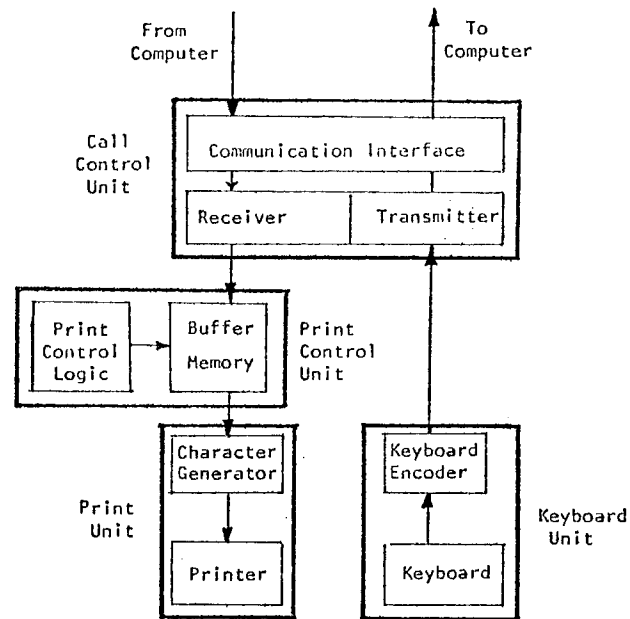 From
Computer
To
Computer
Call
Control
Unit
Communication Interface
Receiver
Transmitter
Print
Control
Logic
Buffer
Memory
Print
Control
Unit
Character
Generator
Keyboard
Encoder
Print
Unit
Printer
Keyboard
Keyboard
Unit